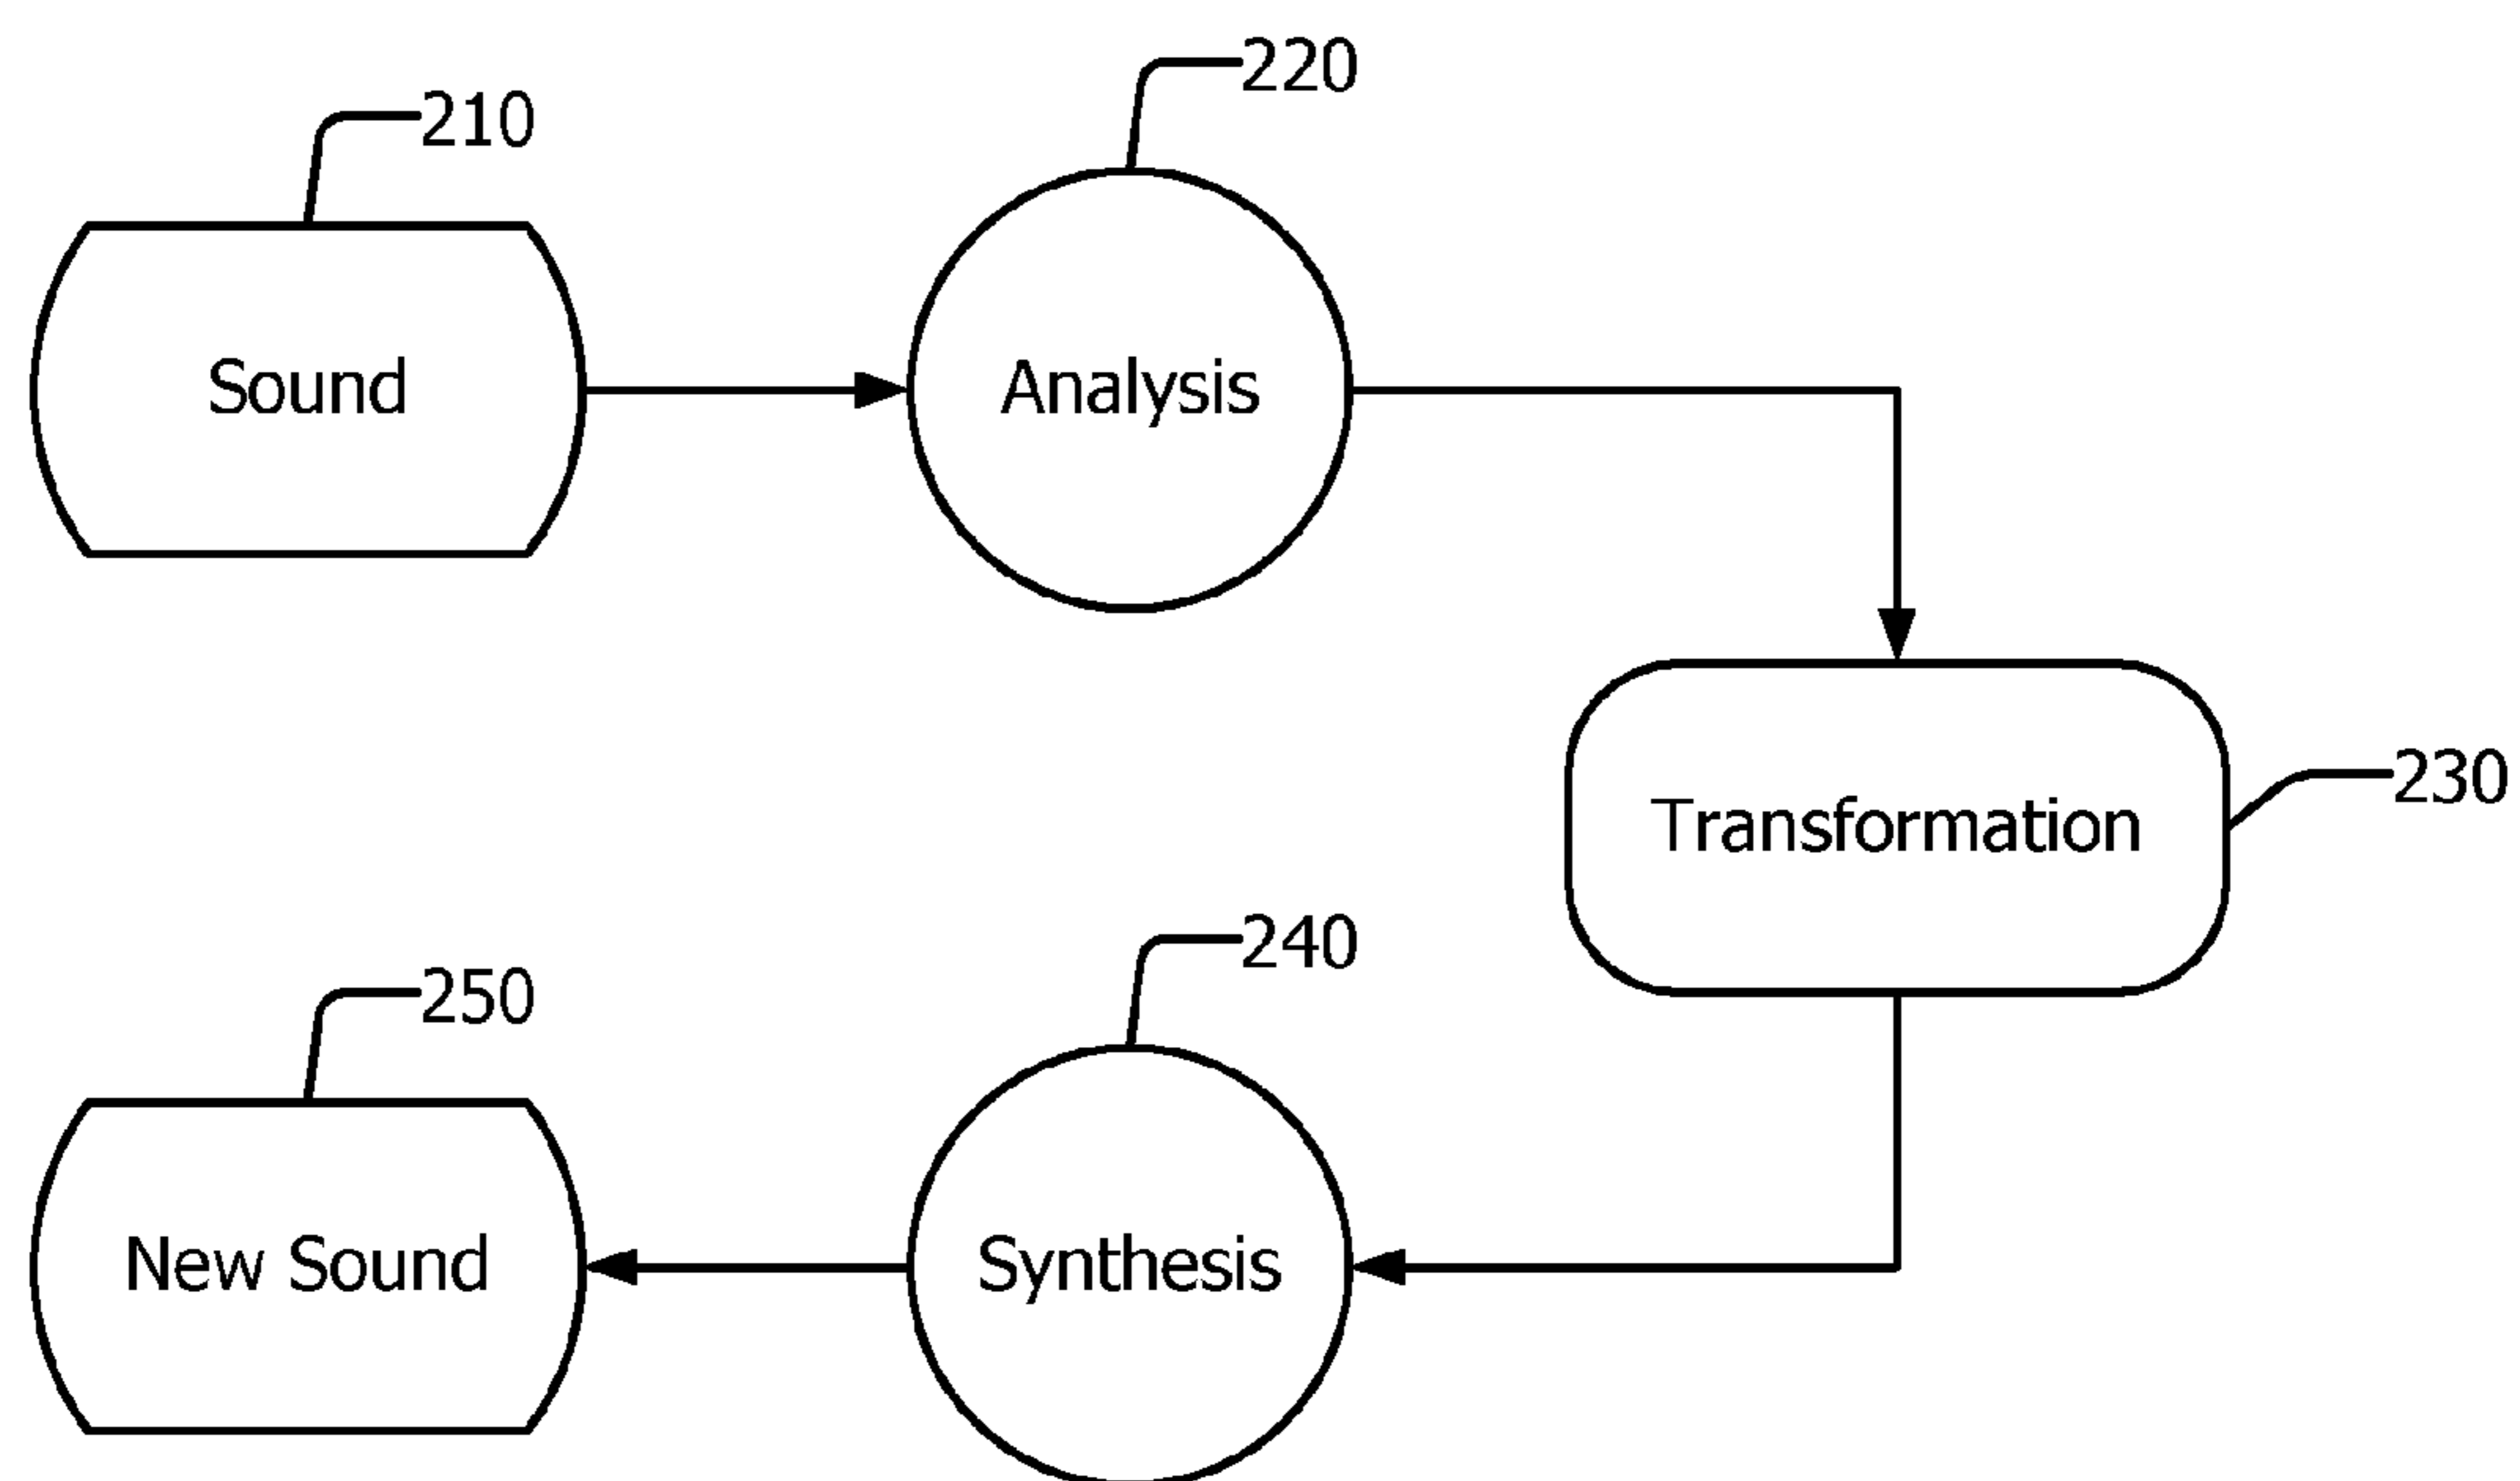 220
210
Sound
Analysis
230
Transformation
240
250
New Sound
Synthesis